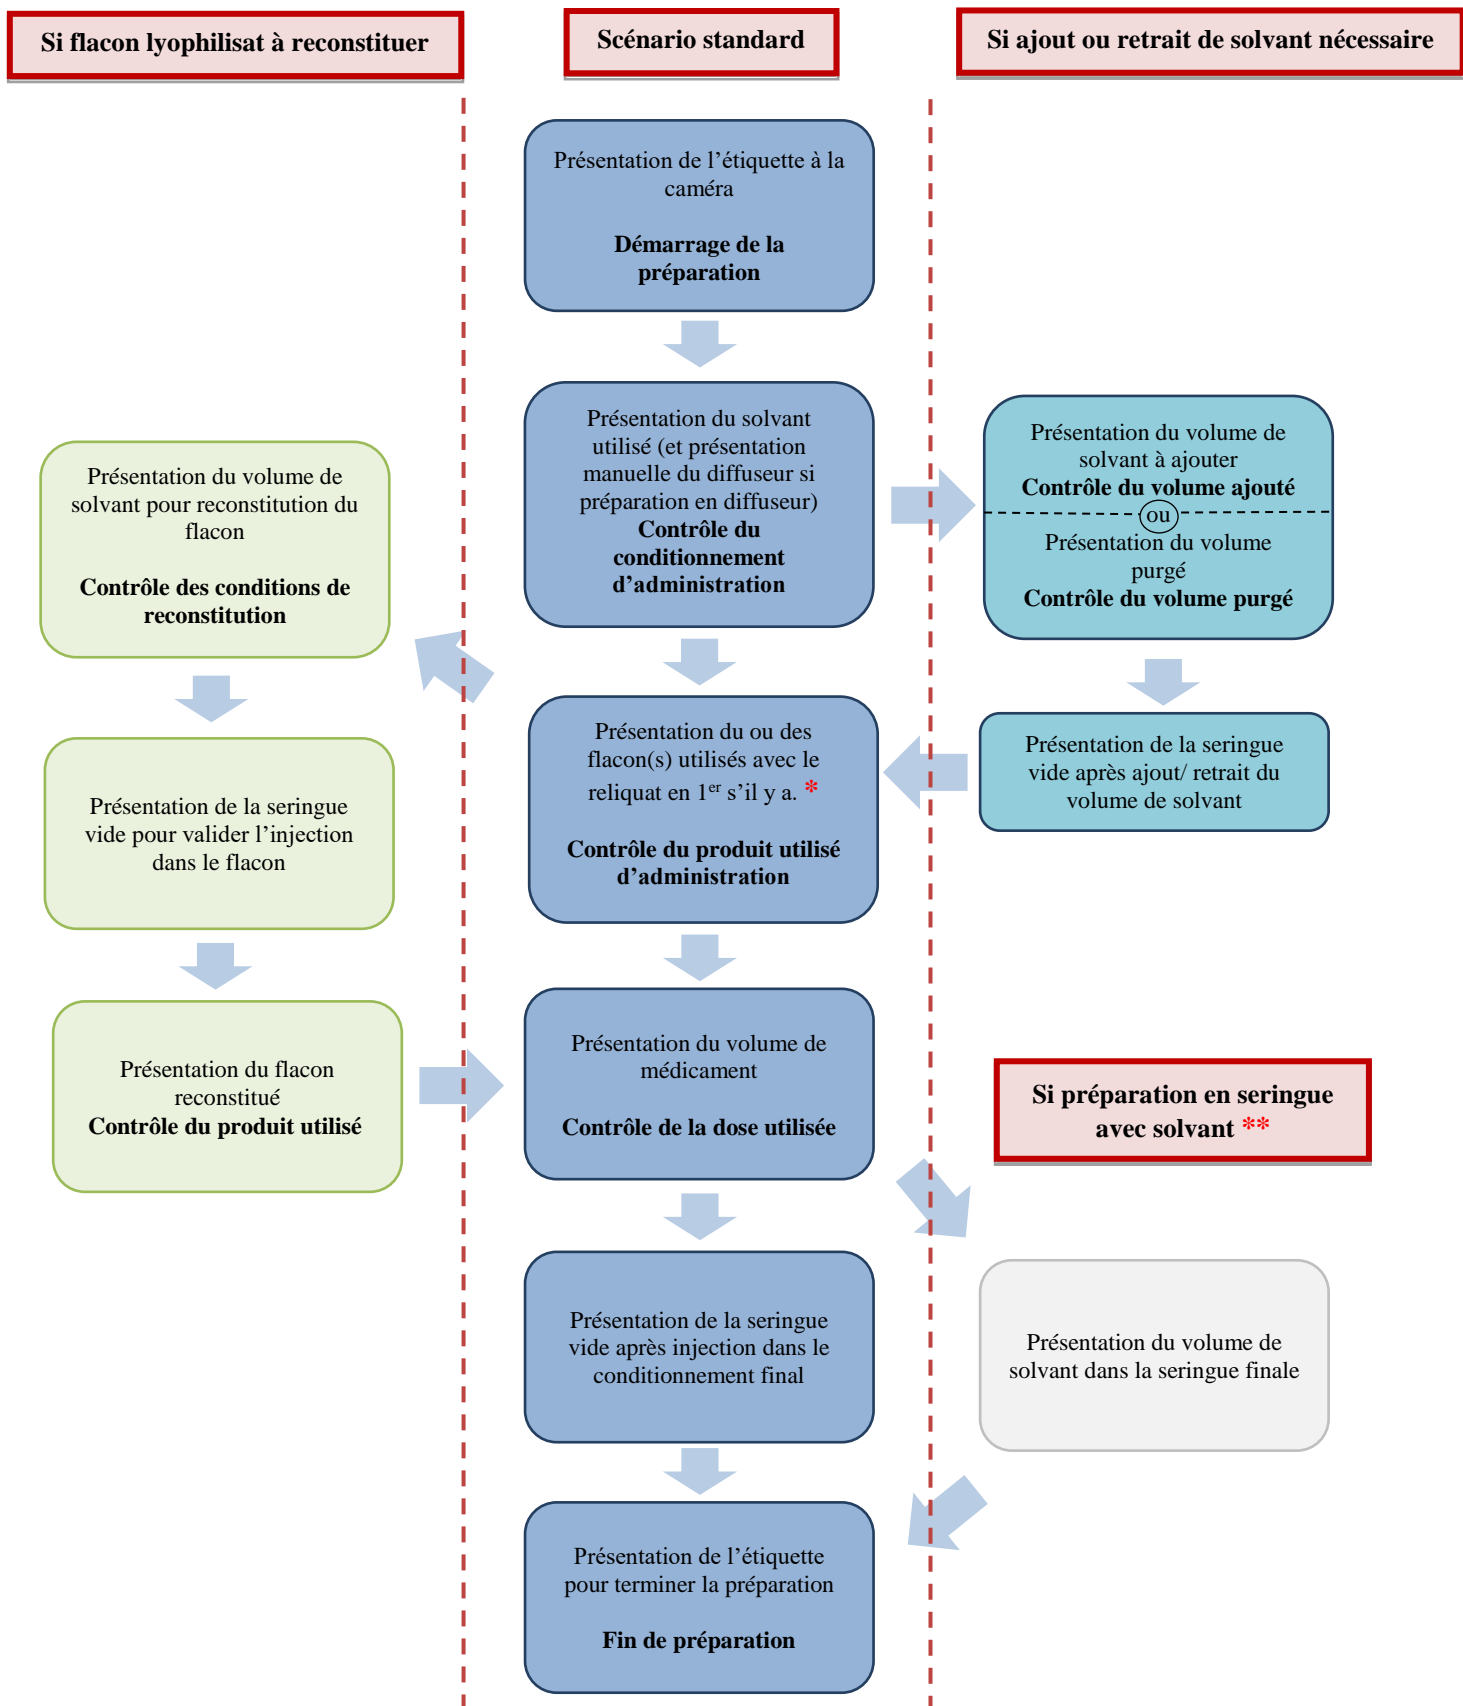 Si flacon lyophilisat à reconstituer
Scénario standard
Si ajout ou retrait de solvant nécessaire
Présentation de l’étiquette à la
caméra
Démarrage de la
préparation
Présentation du solvant
utilisé (et présentation
manuelle du diffuseur si
préparation en diffuseur)
Contrôle du
conditionnement
d’administration
Présentation du volume de
solvant à ajouter
Contrôle du volume ajouté
ou
Présentation du volume
purgé
Contrôle du volume purgé
Présentation du volume de
solvant pour reconstitution du
flacon
Contrôle des conditions de
reconstitution
Présentation du ou des
flacon(s) utilisés avec le
reliquat en 1er s’il y a. *
Contrôle du produit utilisé
d’administration
Présentation de la seringue
vide après ajout/ retrait du
volume de solvant
Présentation de la seringue
vide pour valider l’injection
dans le flacon
Présentation du flacon
reconstitué
Contrôle du produit utilisé
Présentation du volume de
médicament
Contrôle de la dose utilisée
Si préparation en seringue
avec solvant **
Présentation de la seringue
vide après injection dans le
conditionnement final
Présentation du volume de
solvant dans la seringue finale
Présentation de l’étiquette
pour terminer la préparation
Fin de préparation